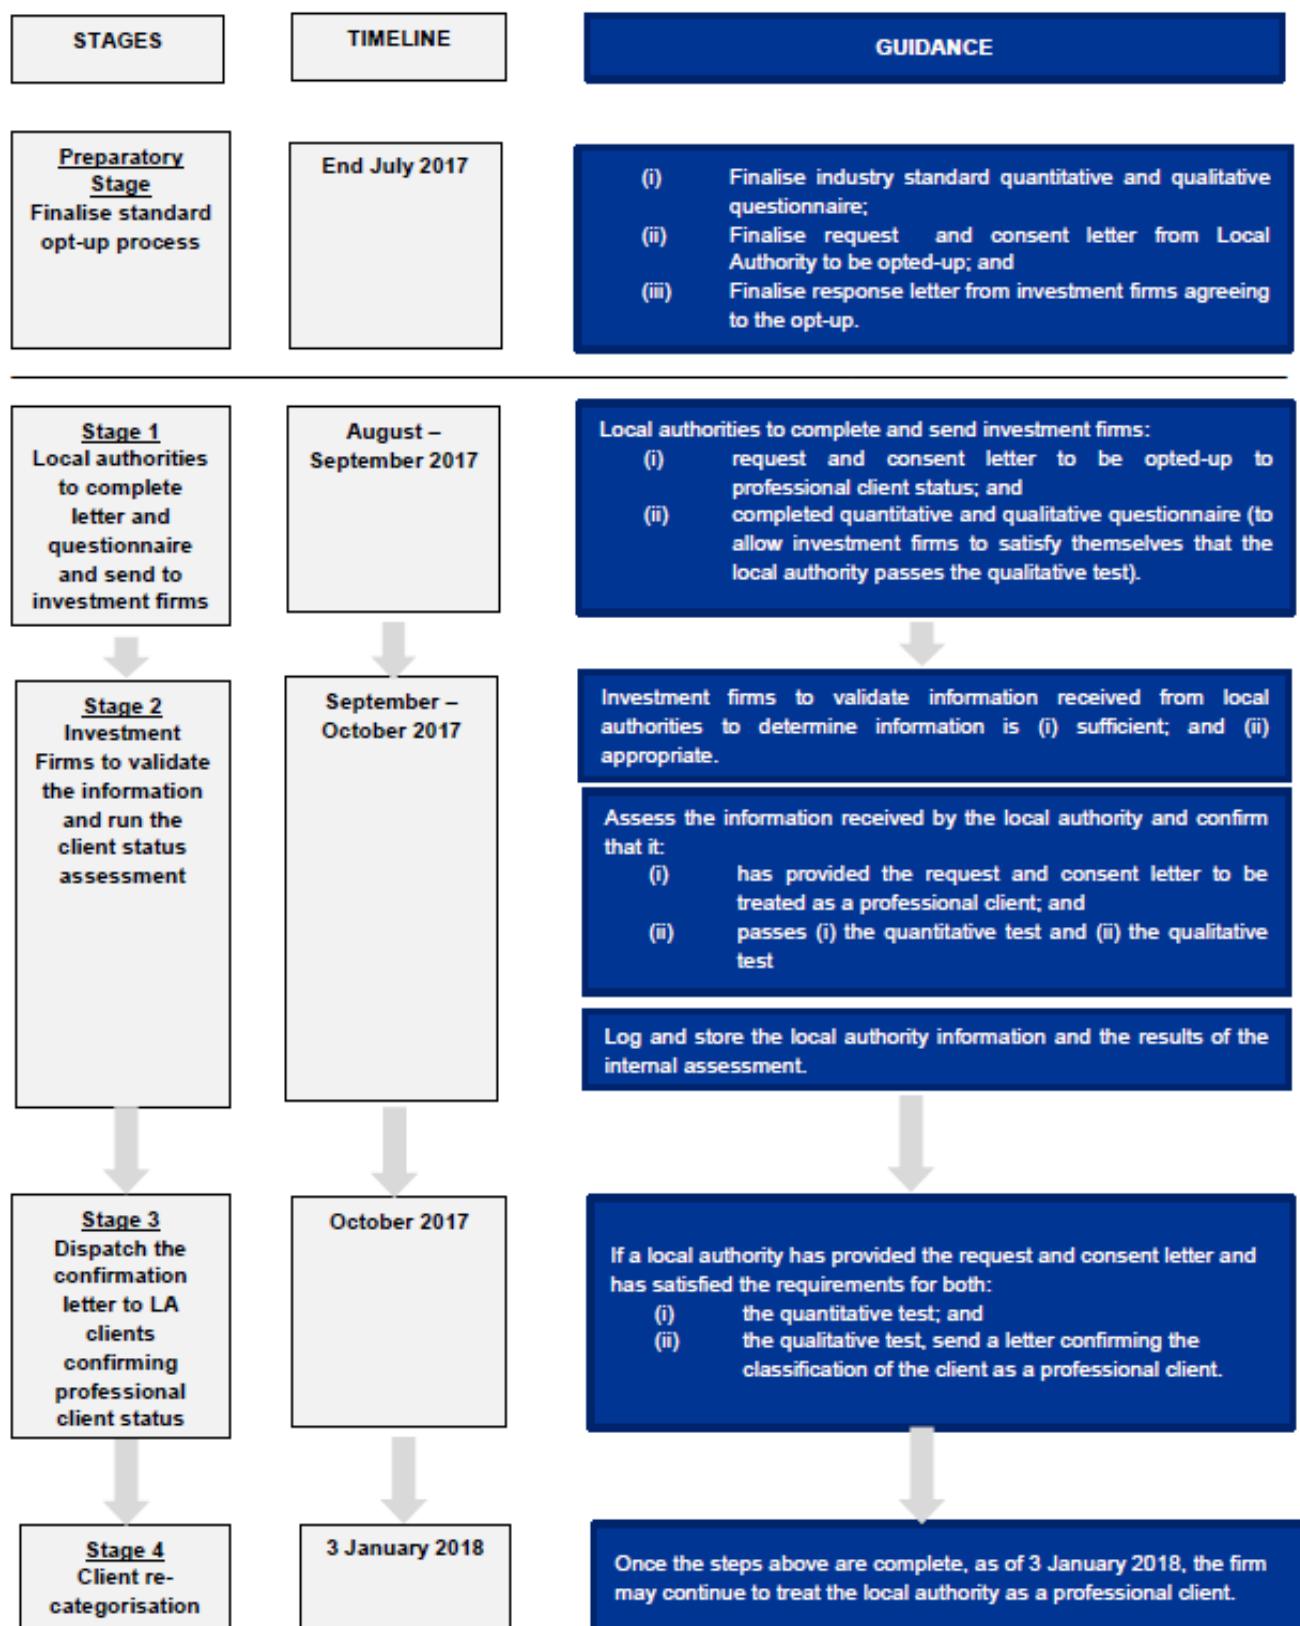 STAGES
TIMELINE
GUIDANCE
Preparatory
Stage
Finalise standard
opt-up process
End July 2017
(i) Finalise industry standard quantitative and qualitative
questionnaire;
(ii) Finalise request and consent letter from Local
Authority to be opted-up; and
(iii) Finalise response letter from investment firms agreeing
to the opt-up.
Stage 1
Local authorities
to complete
letter and
questionnaire
and send to
investment firms
August –
September 2017
Local authorities to complete and send investment firms:
(i) request and consent letter to be opted-up to
professional client status; and
(ii) completed quantitative and qualitative questionnaire (to
allow investment firms to satisfy themselves that the
local authority passes the qualitative test).
Stage 2
Investment
Firms to validate
the information
and run the
client status
assessment
September –
October 2017
Investment firms to validate information received from local
authorities to determine information is (i) sufficient; and (ii)
appropriate.
Assess the information received by the local authority and confirm
that it:
(i) has provided the request and consent letter to be
treated as a professional client; and
(ii) passes (i) the quantitative test and (ii) the qualitative
test
Log and store the local authority information and the results of the
internal assessment.
Stage 3
Dispatch the
confirmation
letter to LA
clients
confirming
professional
client status
October 2017
If a local authority has provided the request and consent letter and
has satisfied the requirements for both:
(i) the quantitative test; and
(ii) the qualitative test, send a letter confirming the
classification of the client as a professional client.
Stage 4
Client re-
categorisation
3 January 2018
Once the steps above are complete, as of 3 January 2018, the firm
may continue to treat the local authority as a professional client.